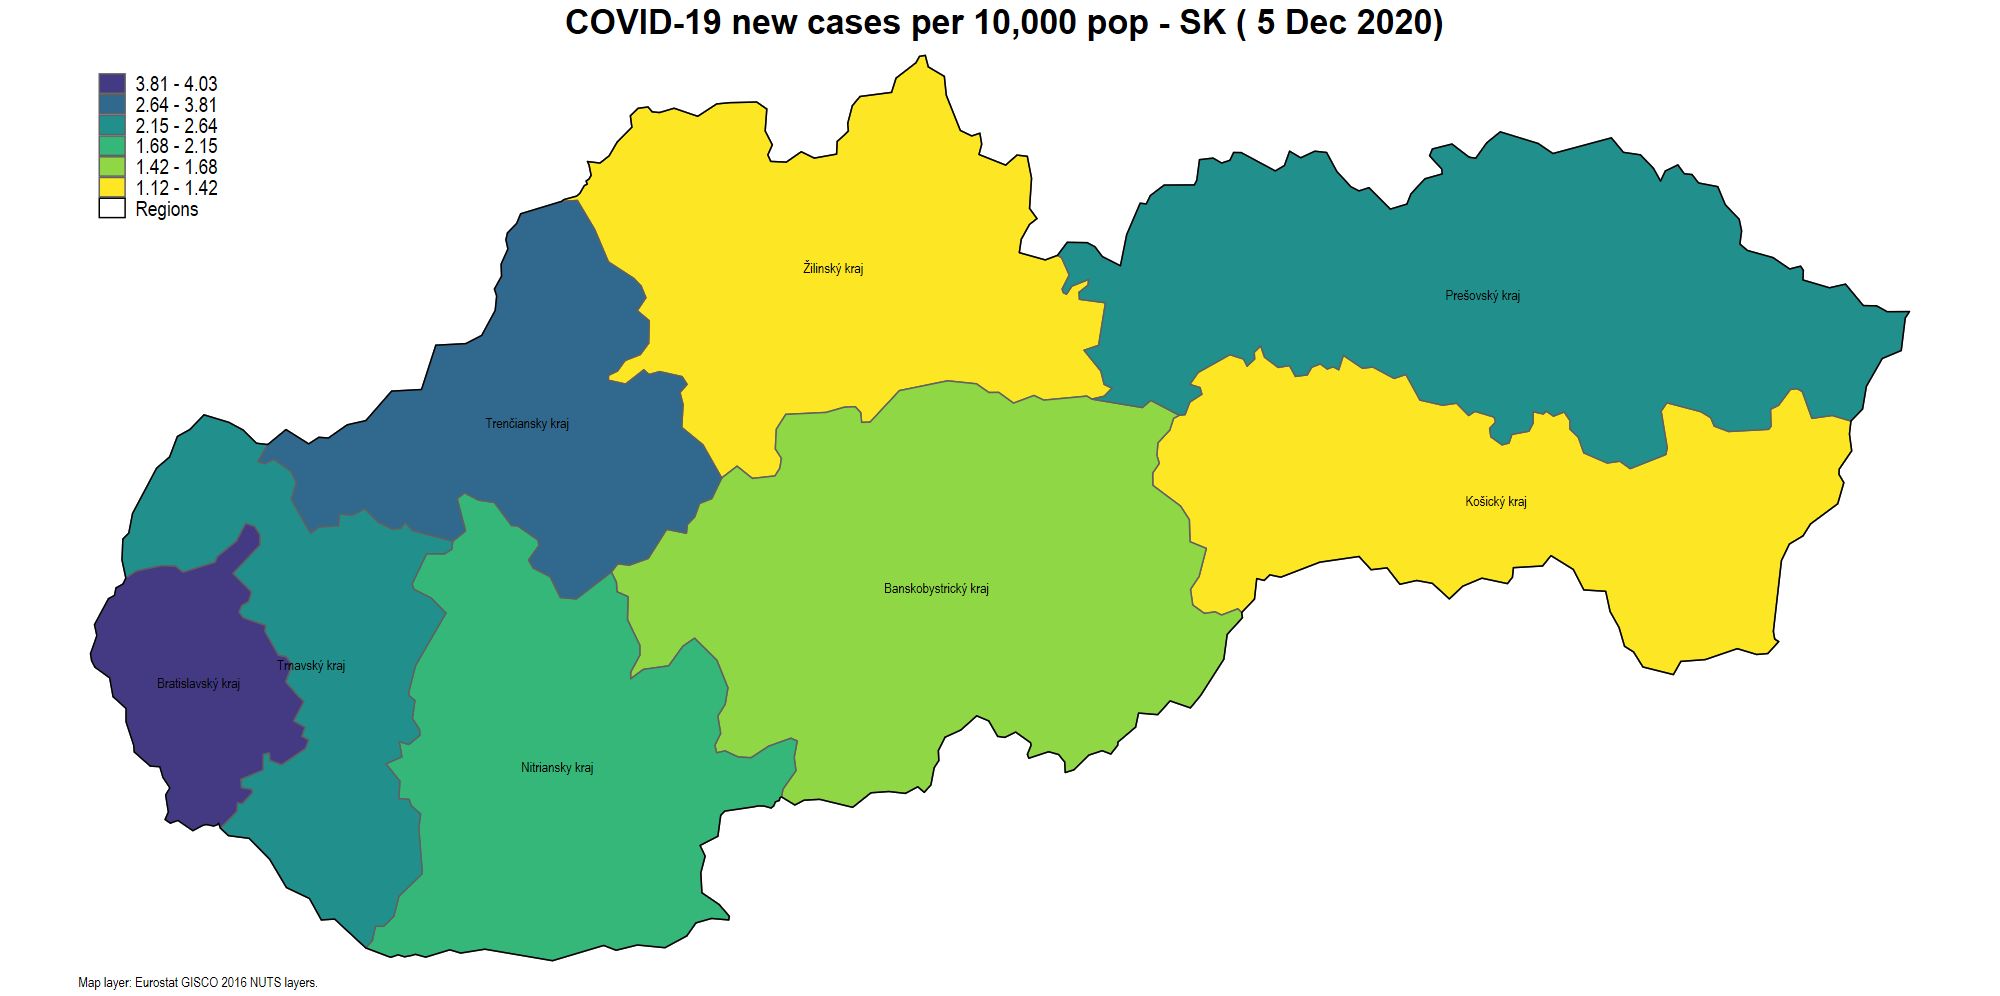 COVID-19 new cases per 10,000 pop - SK ( 5 Dec 2020)
3.81 - 4.03
2.64 - 3.81
2.15 - 2.64
1.68 - 2.15
1.42 - 1.68
1.12 - 1.42
Regions
Žilinský kraj
Prešovský kraj
Trenčiansky kraj
Košický kraj
Banskobystrický kraj
Trnavský kraj
Bratislavský kraj
Nitriansky kraj
Map layer: Eurostat GISCO 2016 NUTS layers.